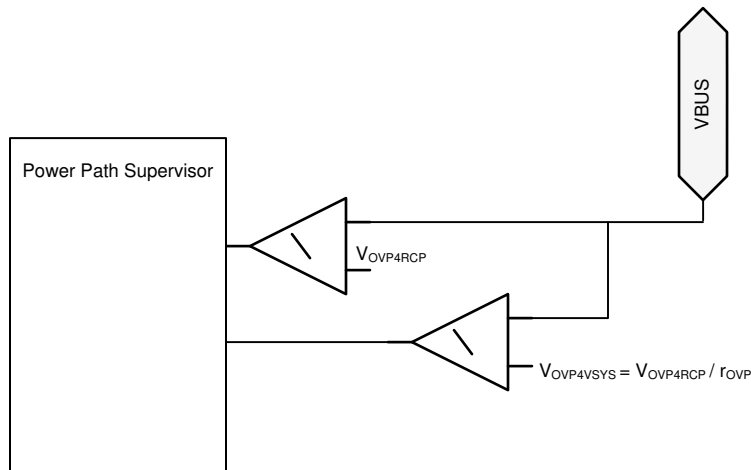 VBUS
Power Path Supervisor
VOVP4RCP
VOVP4VSYS = VOVP4RCP / rOVP